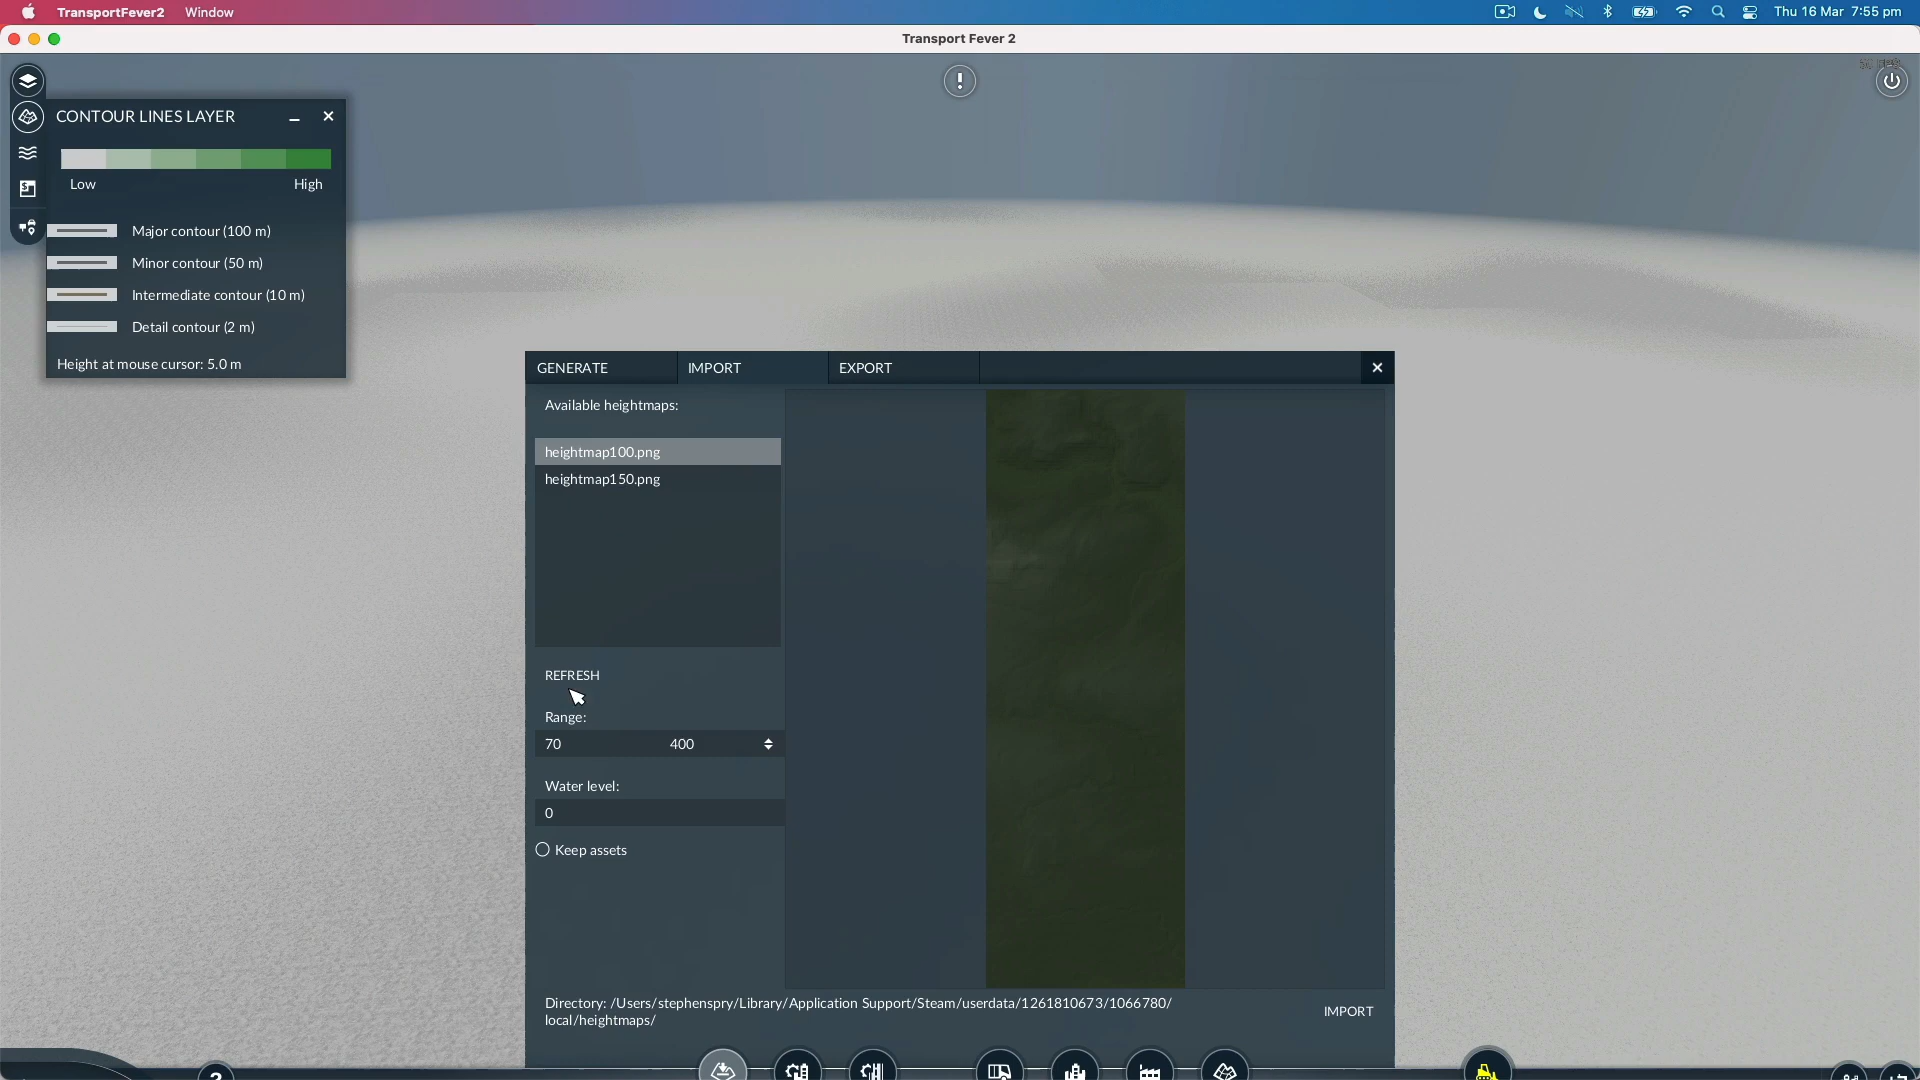 TransportFever2 Window Thu 16 Mar 7:55 pm
Transport Fever 2
CONTOUR LINES LAYER
Low High
Major contour (100 m)
Minor contour (50 m)
Intermediate contour (10 m)
Detail contour (2 m)
Height at mouse cursor: 5.0 m
GENERATE IMPORT EXPORT
Available heightmaps:
heightmap100.png
heightmap150.png
REFRESH
Range:
70 400
Water level:
0
Keep assets
Directory: /Users/stephenspry/Library/Application Support/Steam/userdata/1261810673/1066780/
local/heightmaps/
IMPORT
?